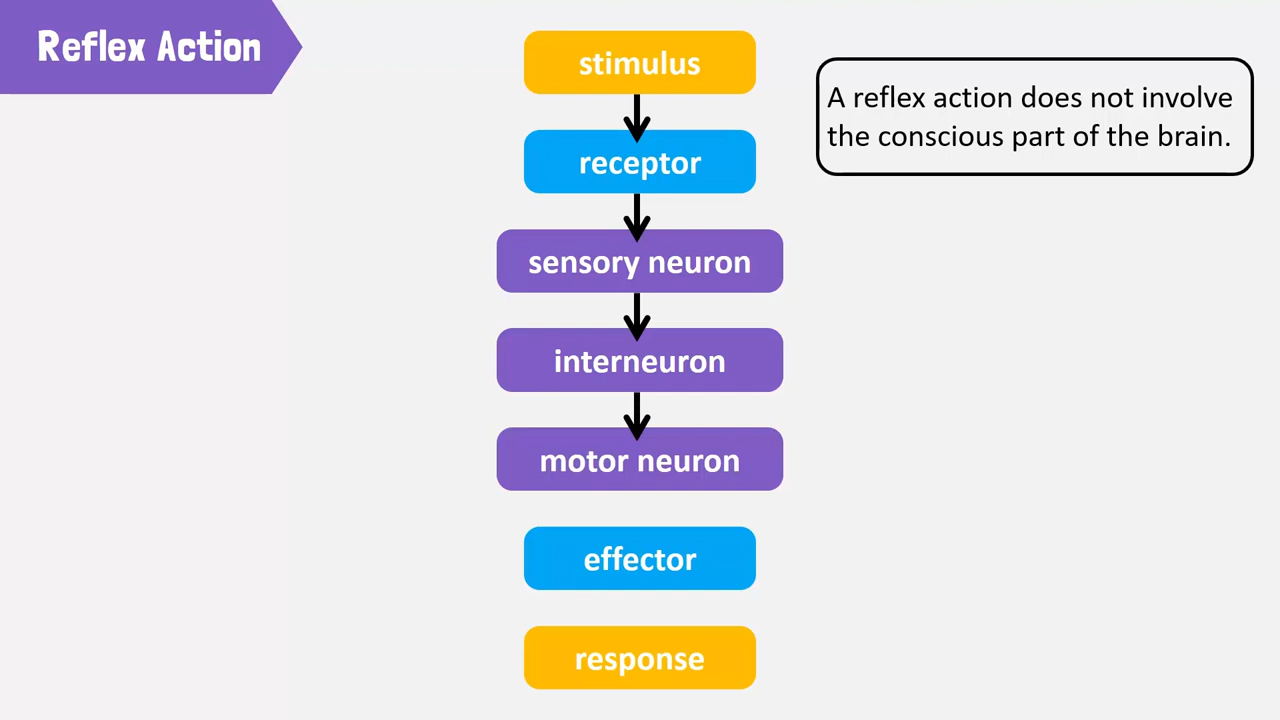 Reflex Action
stimulus
receptor
sensory neuron
interneuron
motor neuron
effector
response
A reflex action does not involve
the conscious part of the brain.